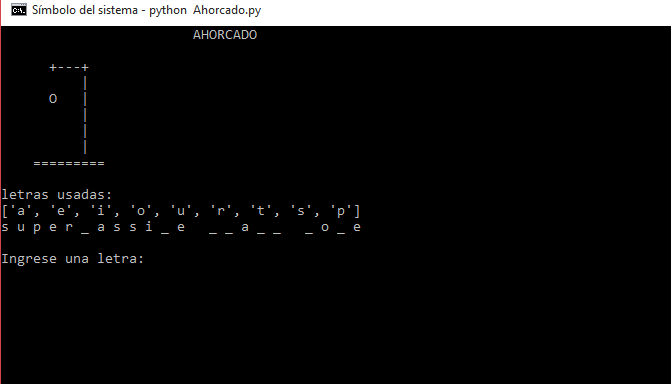 Símbolo del sistema - python Ahorcado.py
AHORCADO
+---+
|
O |
|
|
|
=========
letras usadas:
['a', 'e', 'i', 'o', 'u', 'r', 't', 's', 'p']
s u p e r _ a s s i _ e   _ _ a _ _   _ o _ e
Ingrese una letra: